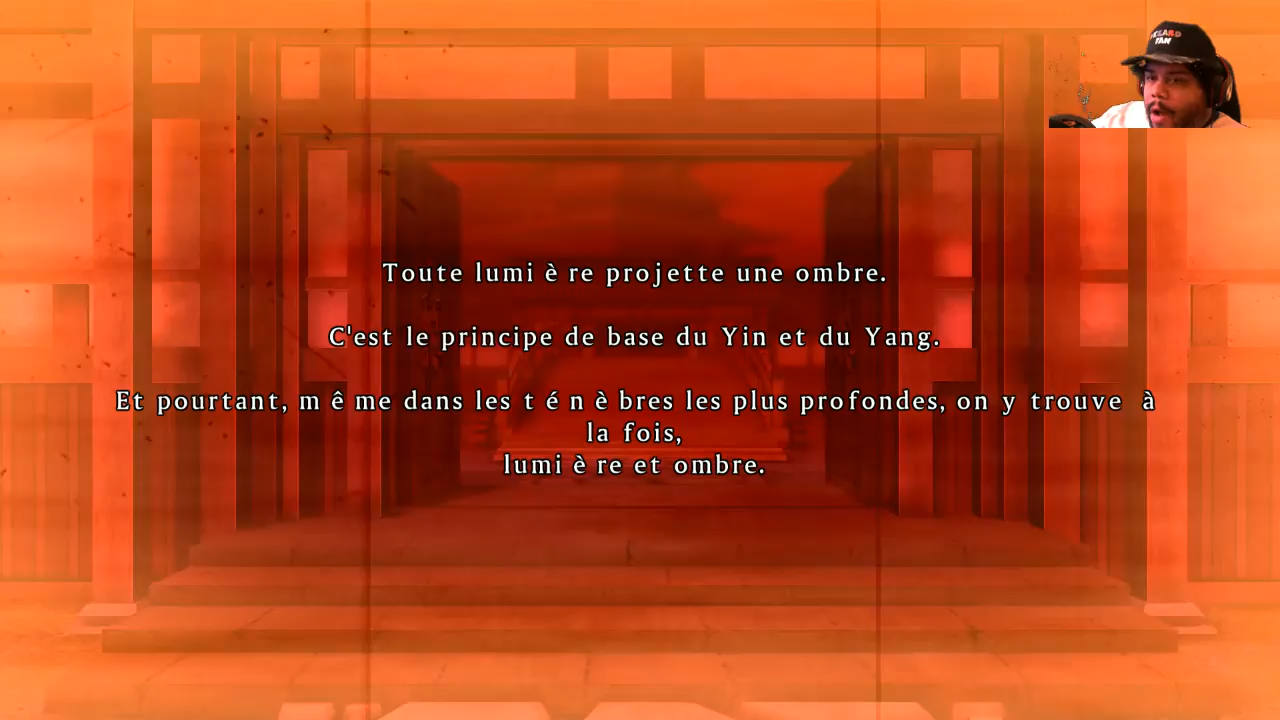 Toute lumière projette une ombre.
C'est le principe de base du Yin et du Yang.
Et pourtant, même dans les ténèbres les plus profondes, on y trouve à
la fois,
lumière et ombre.
FAN